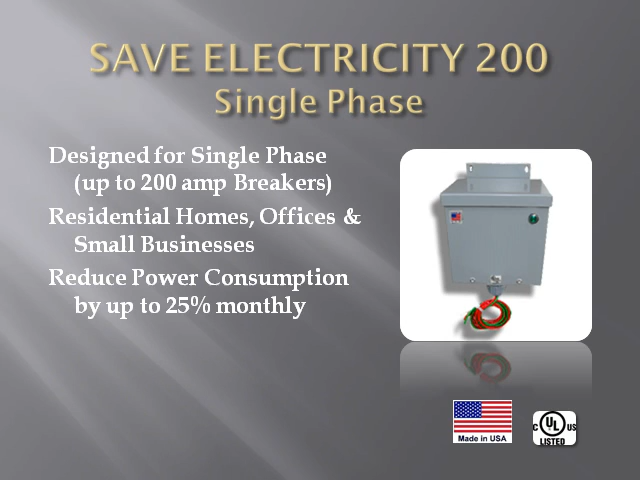 SAVE ELECTRICITY 200
Single Phase
Designed for Single Phase
(up to 200 amp Breakers)
Residential Homes, Offices &
Small Businesses
Reduce Power Consumption
by up to 25% monthly
Made in USA
C UL US
LISTED